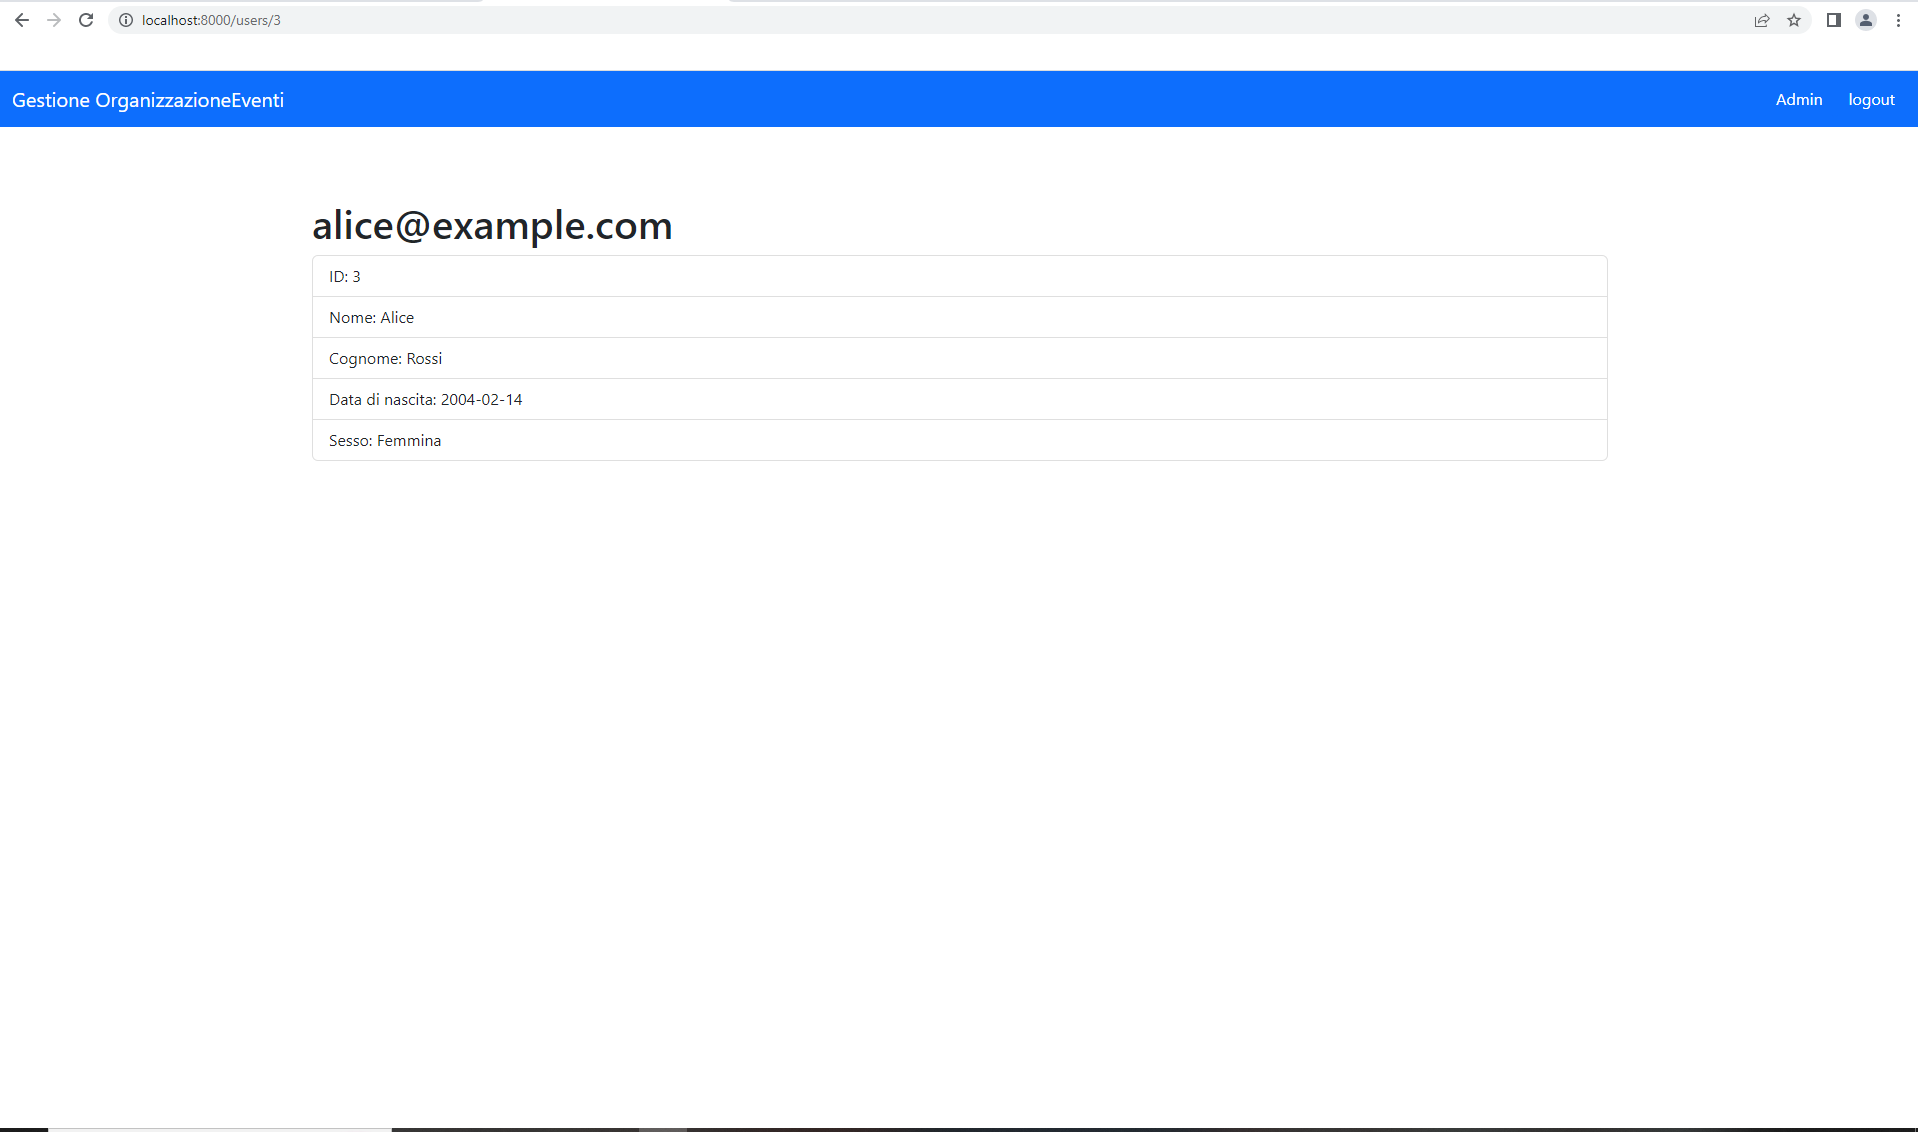 localhost:8000/users/3
Gestione OrganizzazioneEventi
Admin
logout
alice@example.com
ID: 3
Nome: Alice
Cognome: Rossi
Data di nascita: 2004-02-14
Sesso: Femmina